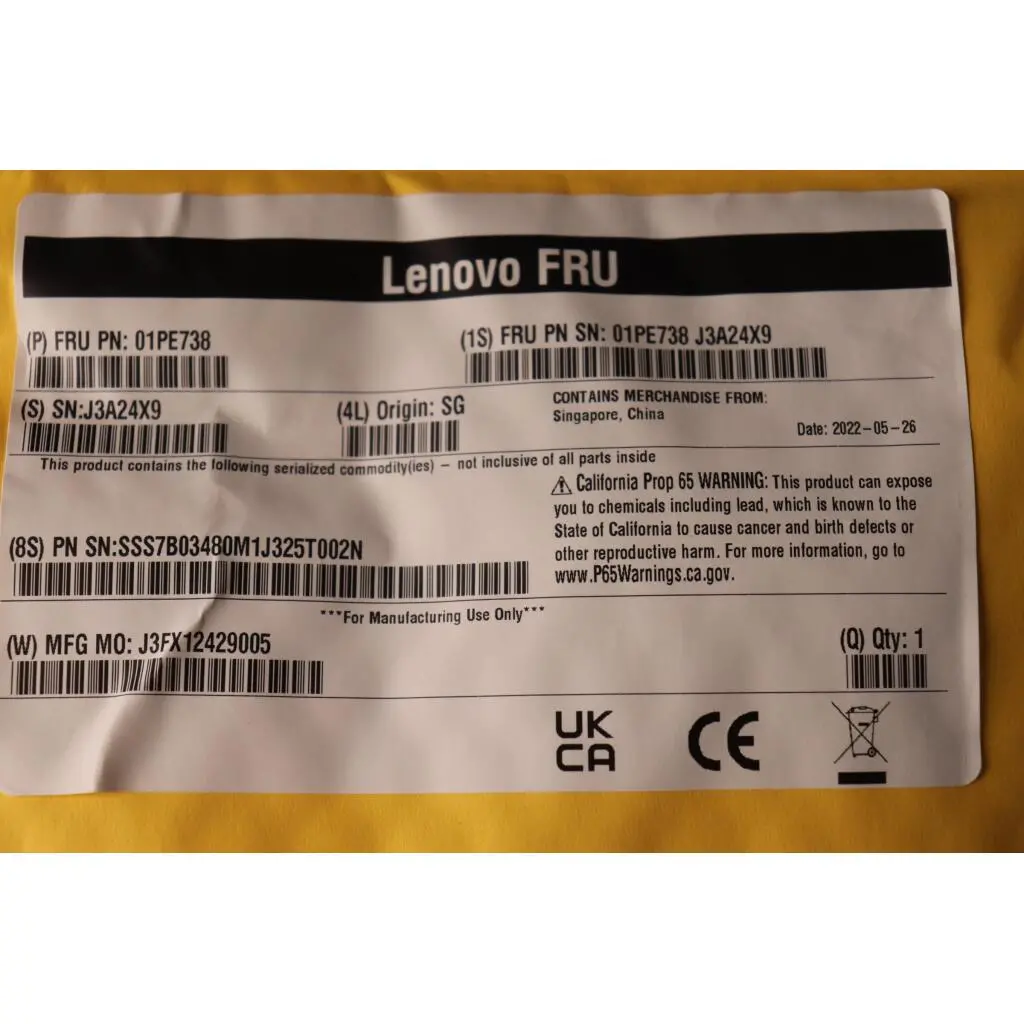 Lenovo FRU
(P) FRU PN: 01PE738
(1S) FRU PN SN: 01PE738 J3A24X9
(S) SN:J3A24X9
(4L) Origin: SG
CONTAINS MERCHANDISE FROM:
Singapore, China
Date: 2022-05-26
This product contains the following serialized commodity(ies) – not inclusive of all parts inside
⚠ California Prop 65 WARNING: This product can expose
you to chemicals including lead, which is known to the
State of California to cause cancer and birth defects or
other reproductive harm. For more information, go to
www.P65Warnings.ca.gov.
(8S) PN SN:SSS7B03480M1J325T002N
***For Manufacturing Use Only***
(W) MFG MO: J3FX12429005
(Q) Qty: 1
UK
CA
CE